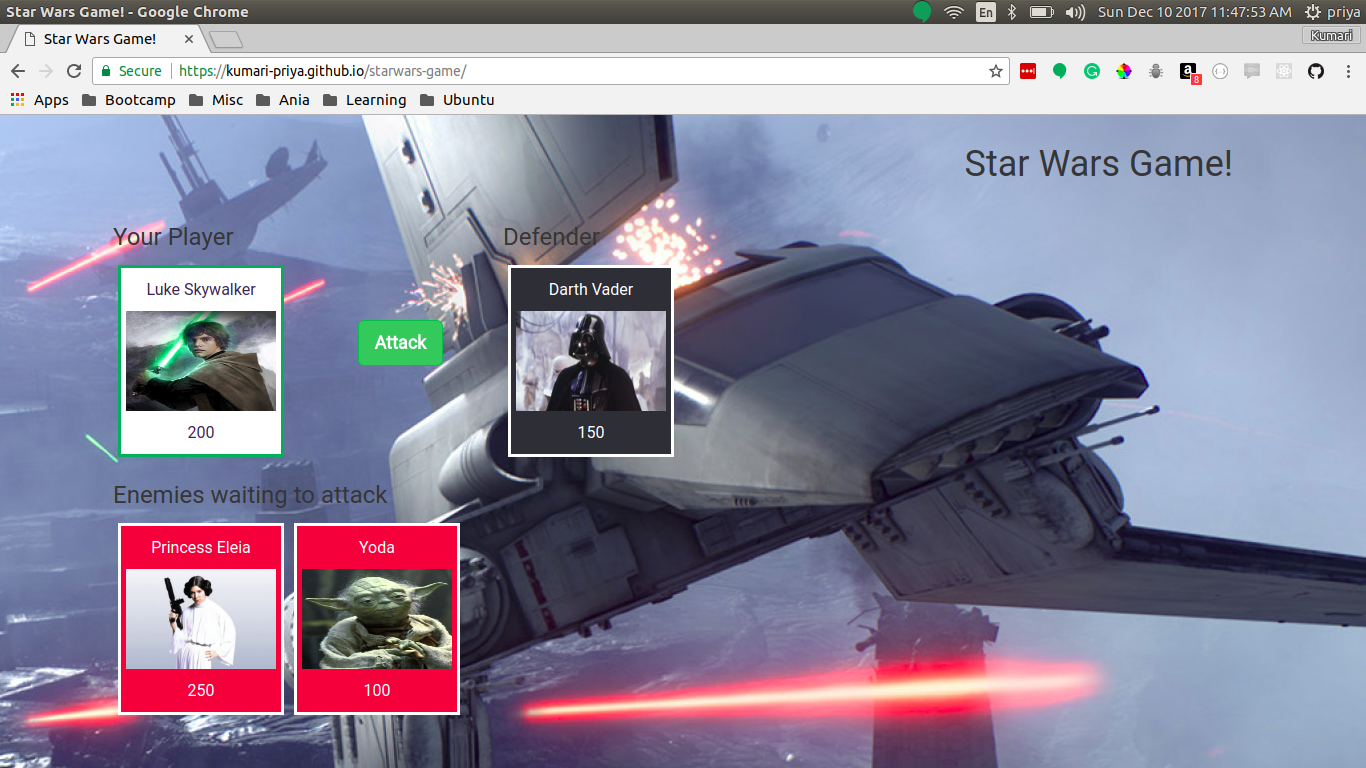 Star Wars Game! - Google Chrome
En
Sun Dec 10 2017 11:47:53 AM
priya
Star Wars Game!
Kumari
Secure
https://kumari-priya.github.io/starwars-game/
a
8
Apps
Bootcamp
Misc
Ania
Learning
Ubuntu
Star Wars Game!
Your Player
Defender
Luke Skywalker
Darth Vader
Attack
200
150
Enemies waiting to attack
Princess Eleia
Yoda
250
100